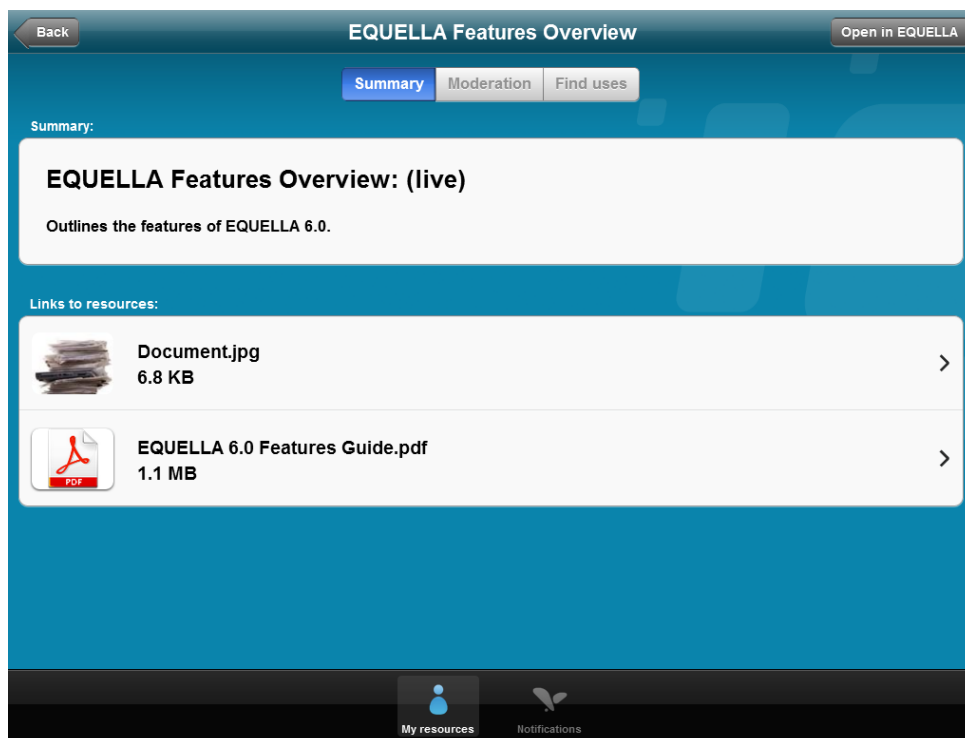 Back
EQUELLA Features Overview
Open in EQUELLA
Summary
Moderation
Find uses
Summary:
EQUELLA Features Overview: (live)
Outlines the features of EQUELLA 6.0.
Links to resources:
Document.jpg
6.8 KB
EQUELLA 6.0 Features Guide.pdf
1.1 MB
PDF
My resources
Notifications